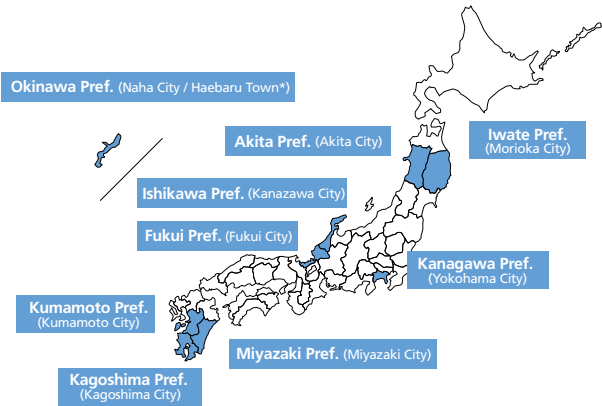 Okinawa Pref. (Naha City / Haebaru Town*)
Akita Pref. (Akita City)
Iwate Pref.
(Morioka City)
Ishikawa Pref. (Kanazawa City)
Fukui Pref. (Fukui City)
Kanagawa Pref.
(Yokohama City)
Kumamoto Pref.
(Kumamoto City)
Miyazaki Pref. (Miyazaki City)
Kagoshima Pref.
(Kagoshima City)